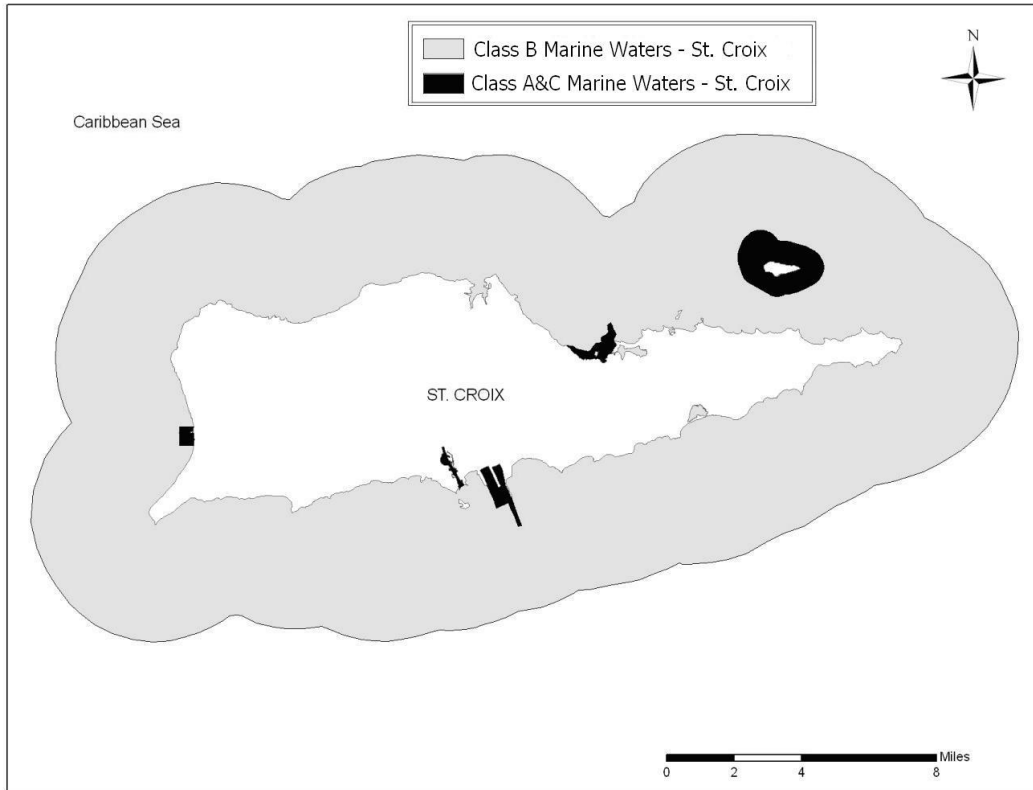 Class B Marine Waters - St. Croix
Class A&C Marine Waters - St. Croix
N
Caribbean Sea
ST. CROIX
Miles
0 2 4 8